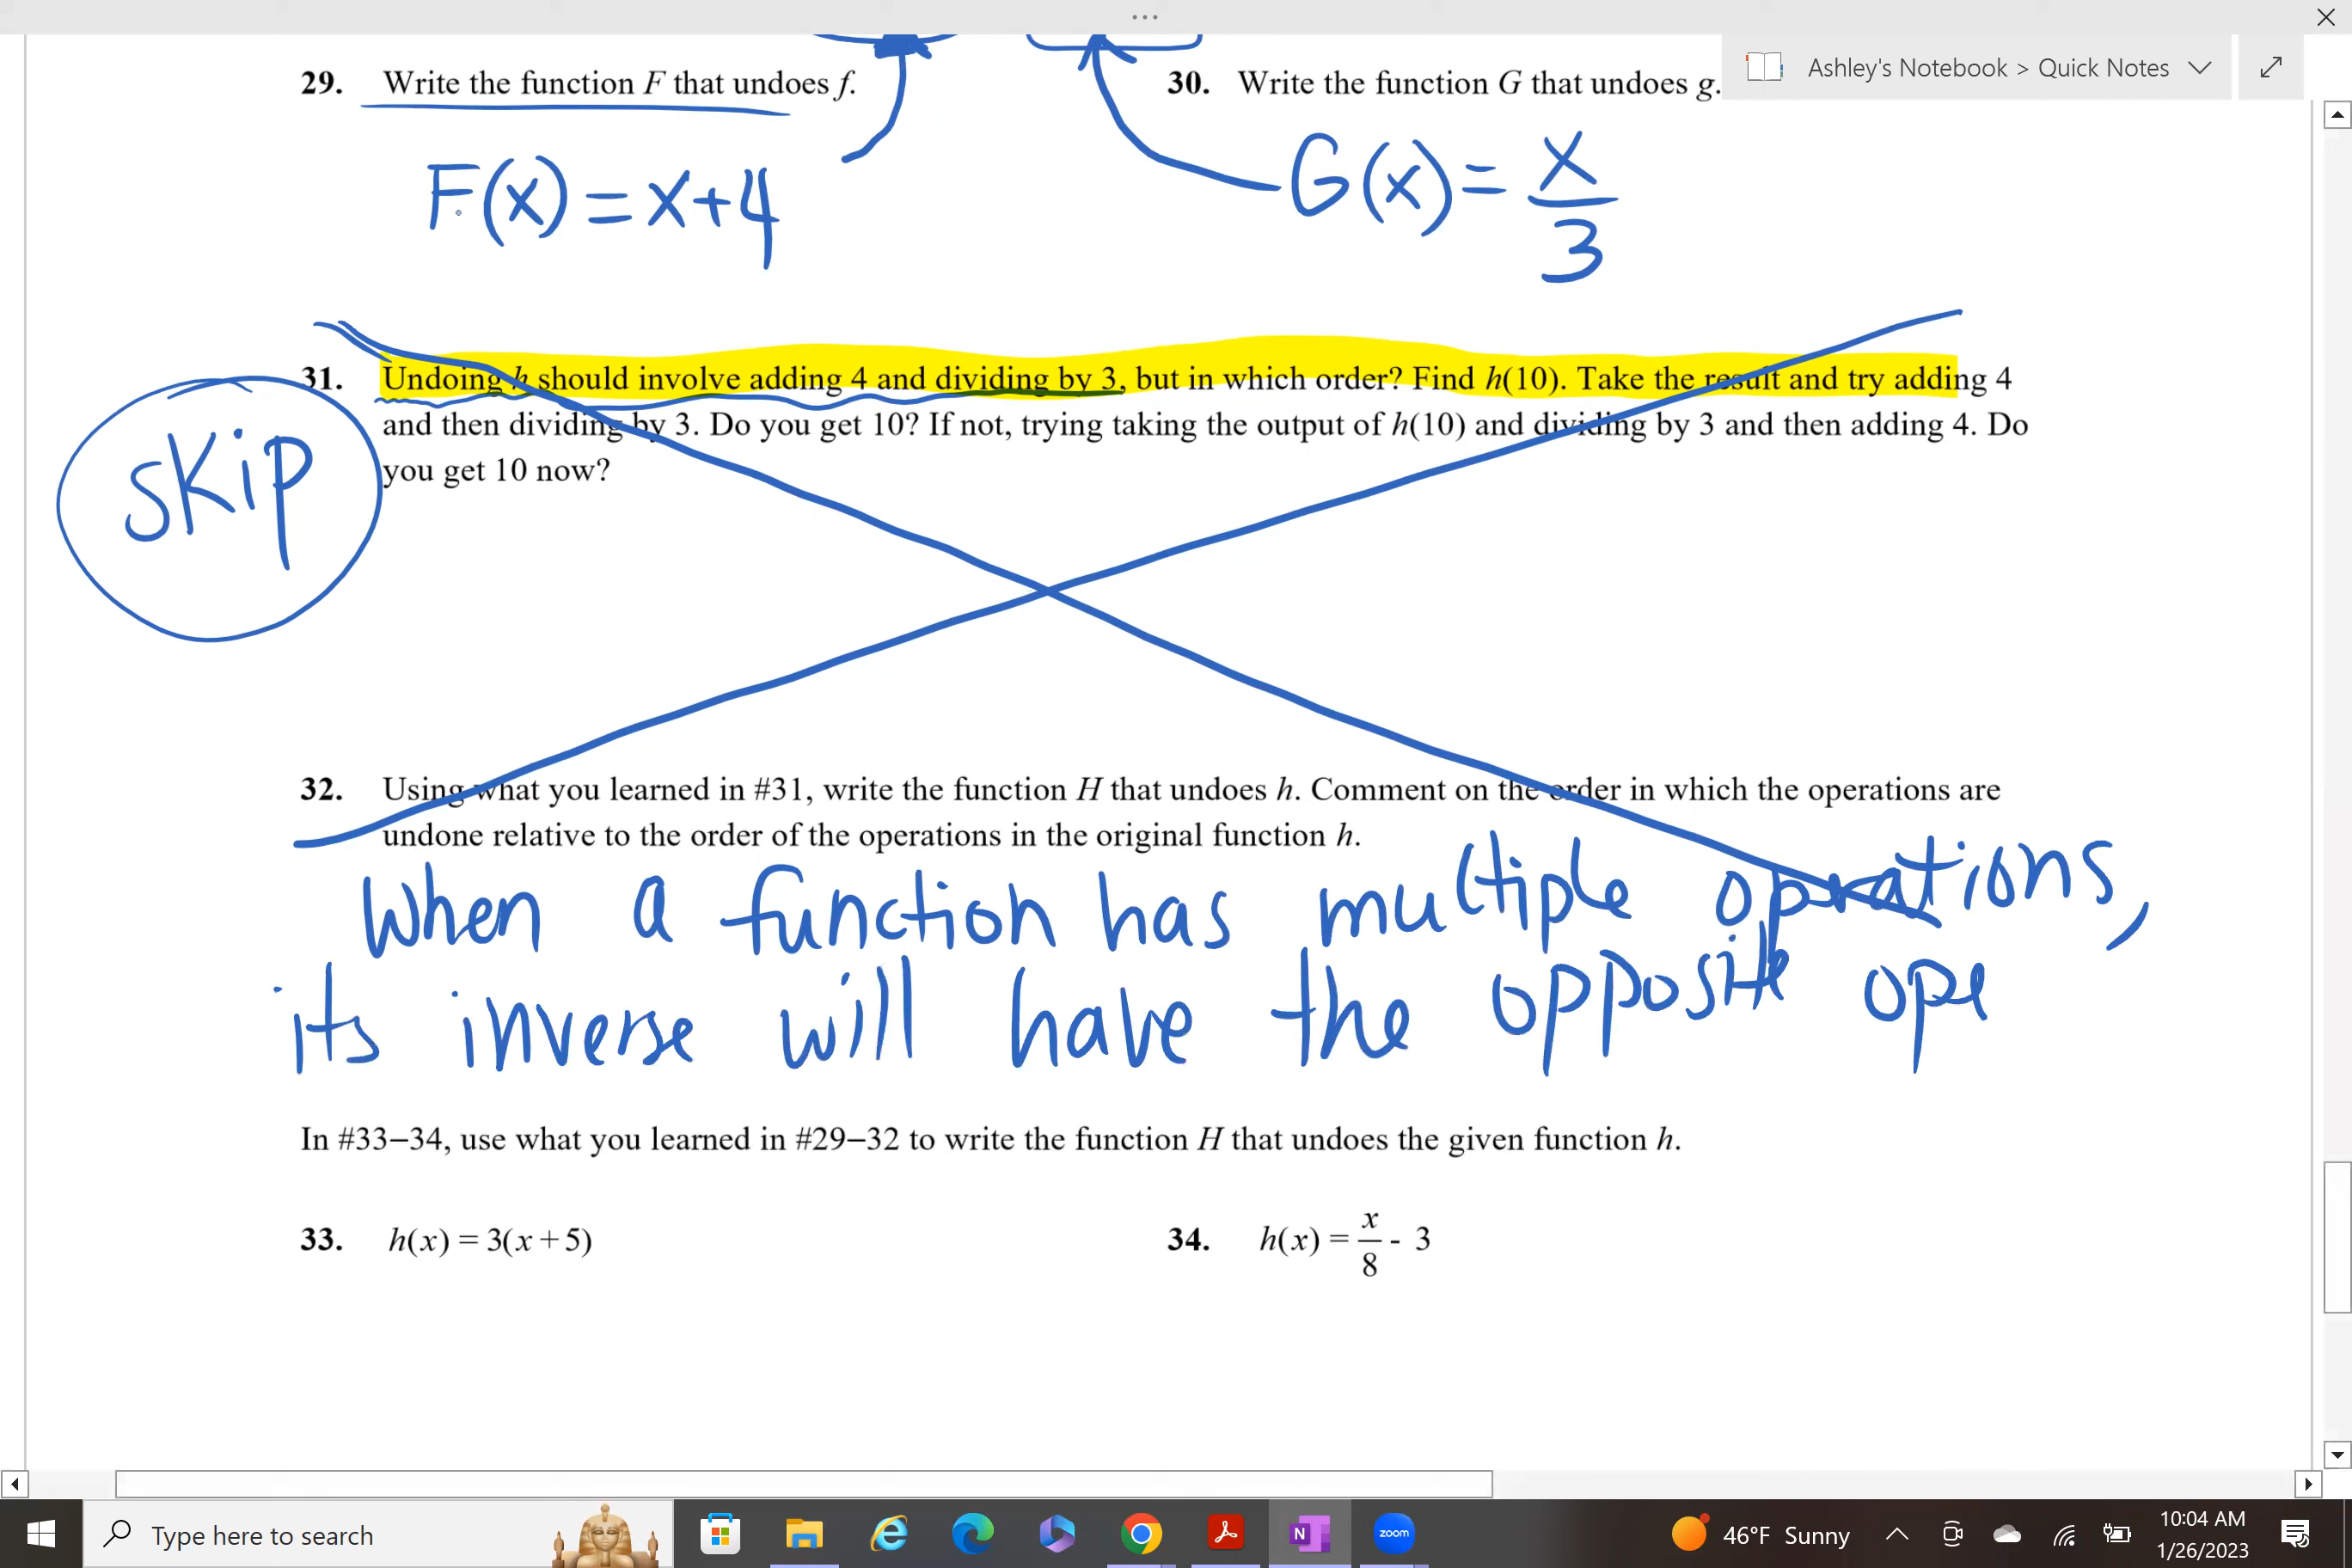 Ashley's Notebook > Quick Notes
29. Write the function F that undoes f.
30. Write the function G that undoes g.
F(x) = x+4
G(x) = x/3
31. Undoing h should involve adding 4 and dividing by 3, but in which order? Find h(10). Take the result and try adding 4
and then dividing by 3. Do you get 10? If not, trying taking the output of h(10) and dividing by 3 and then adding 4. Do
you get 10 now?
skip
32. Using what you learned in #31, write the function H that undoes h. Comment on the order in which the operations are
undone relative to the order of the operations in the original function h.
When a function has multiple oprations,
its inverse will have the opposite ope
In #33–34, use what you learned in #29–32 to write the function H that undoes the given function h.
33. h(x) = 3(x + 5)
34. h(x) = x/8 - 3
Type here to search
N
zoom
46°F Sunny
10:04 AM
1/26/2023